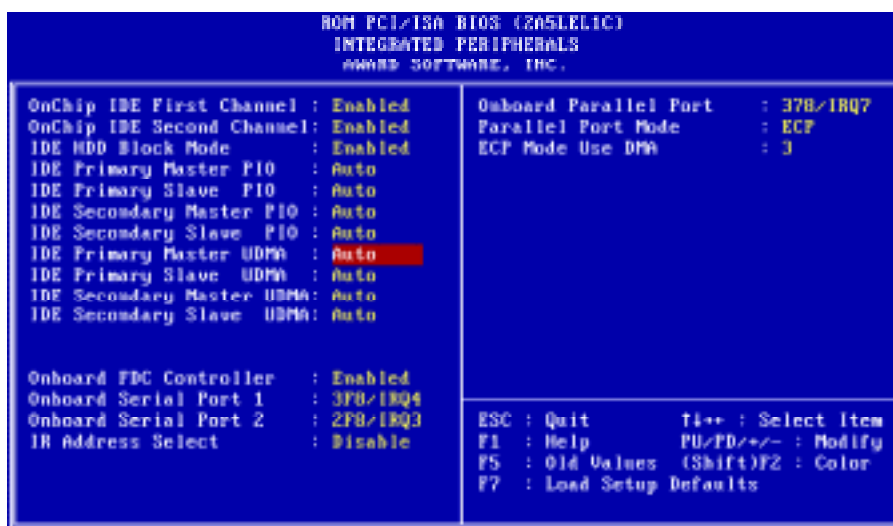 ROM PCI/ISA BIOS (2A5LEL1C)
INTEGRATED PERIPHERALS
AWARD SOFTWARE, INC.
OnChip IDE First Channel : Enabled
OnChip IDE Second Channel: Enabled
IDE HDD Block Mode : Enabled
IDE Primary Master PIO : Auto
IDE Primary Slave PIO : Auto
IDE Secondary Master PIO : Auto
IDE Secondary Slave PIO : Auto
IDE Primary Master UDMA : Auto
IDE Primary Slave UDMA : Auto
IDE Secondary Master UDMA: Auto
IDE Secondary Slave UDMA: Auto
Onboard FDC Controller : Enabled
Onboard Serial Port 1 : 3F8/IRQ4
Onboard Serial Port 2 : 2F8/IRQ3
IR Address Select : Disable
Onboard Parallel Port : 378/IRQ7
Parallel Port Mode : ECP
ECP Mode Use DMA : 3
ESC : Quit ↑↓→← : Select Item
F1 : Help PU/PD/+/- : Modify
F5 : Old Values (Shift)F2 : Color
F7 : Load Setup Defaults